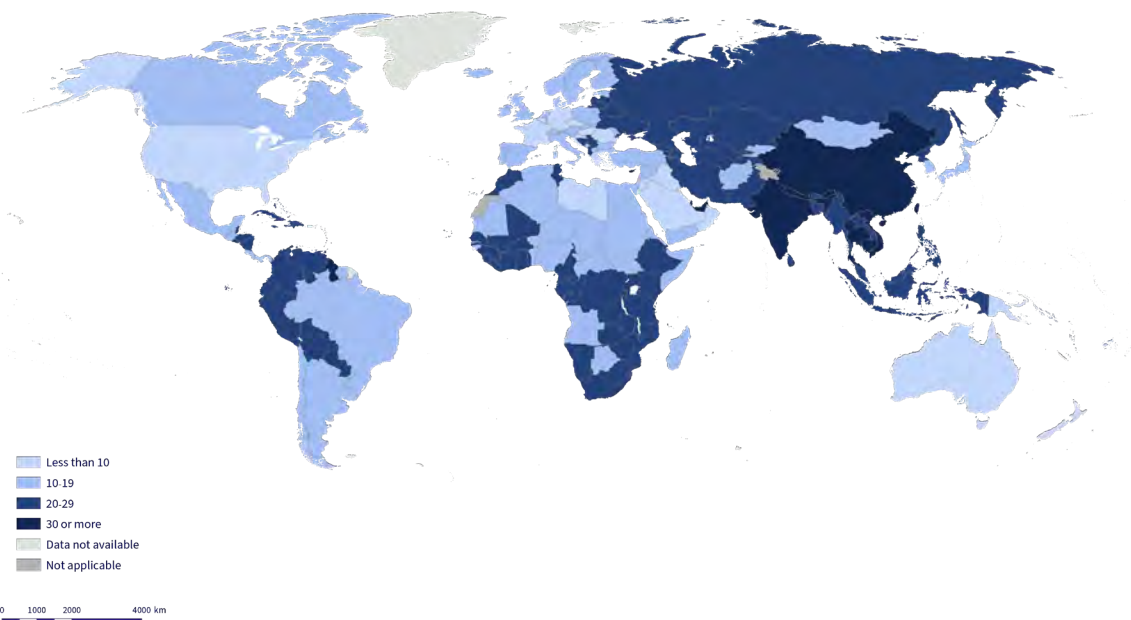 Less than 10
10-19
20-29
30 or more
Data not available
Not applicable
0 1000 2000 4000 km